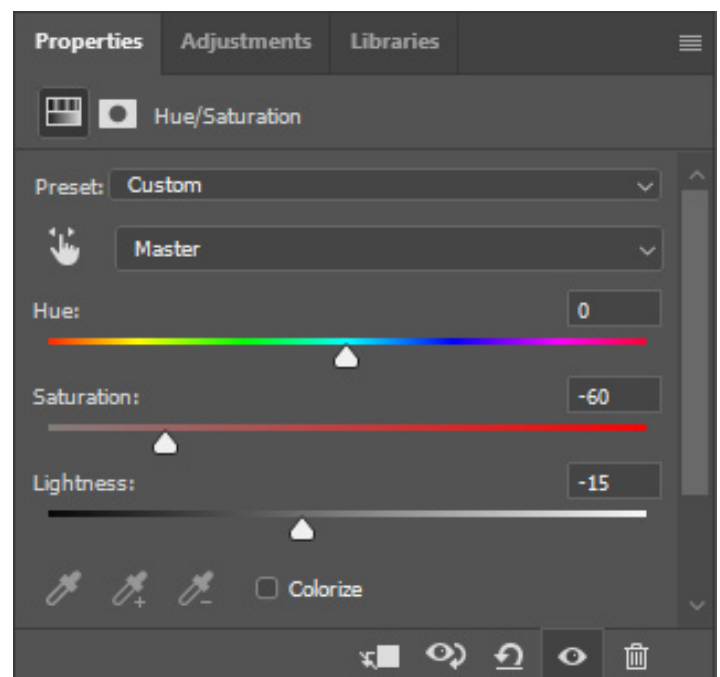 Properties Adjustments Libraries
Hue/Saturation
Preset: Custom
Master
Hue: 0
Saturation: -60
Lightness: -15
Colorize